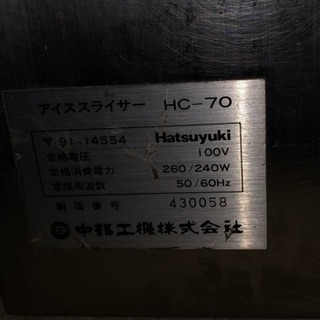 アイススライサー HC-70
〒91-14554 Hatsuyuki
定格電圧 100V
定格消費電力 260/240W
定格周波数 50/60Hz
製造番号 430058
中部工機株式会社